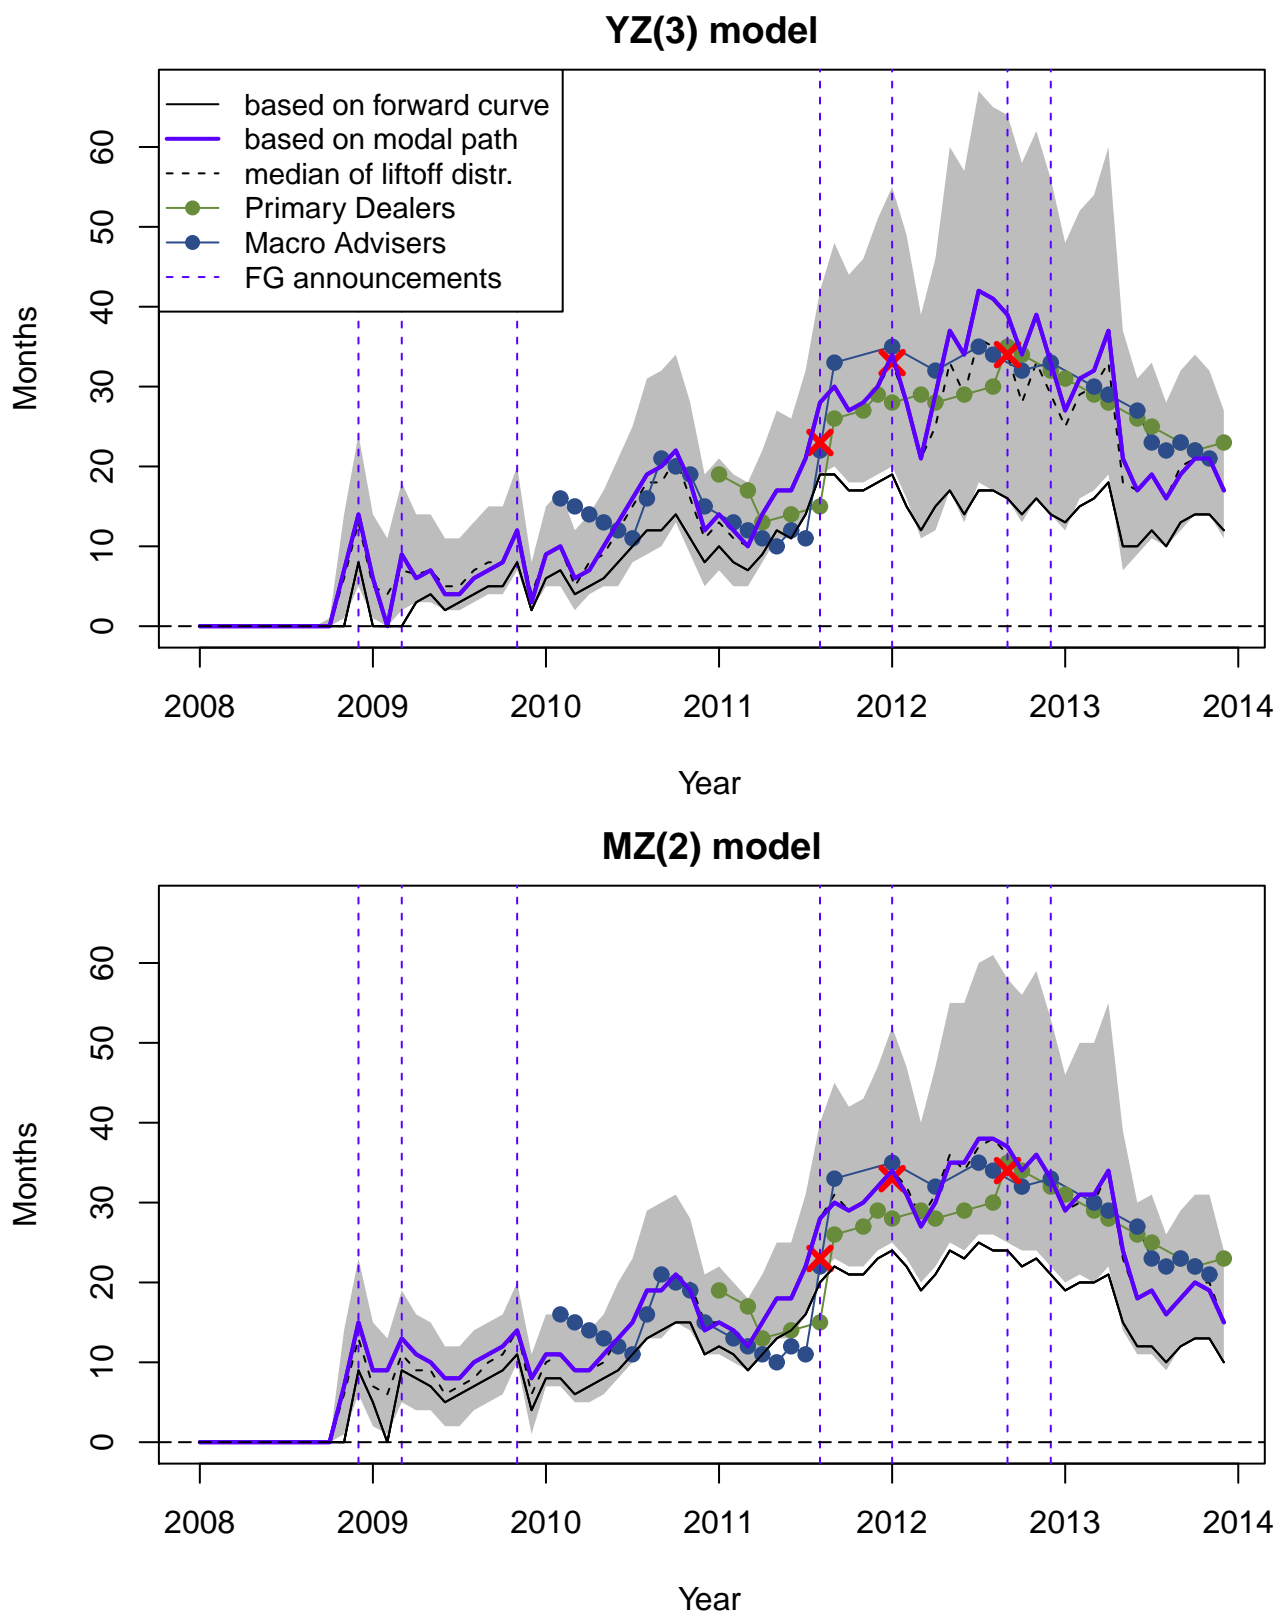 YZ(3) model
based on forward curve
based on modal path
median of liftoff distr.
Primary Dealers
Macro Advisers
FG announcements
Months
0 10 20 30 40 50 60
2008 2009 2010 2011 2012 2013 2014
Year
MZ(2) model
Months
0 10 20 30 40 50 60
2008 2009 2010 2011 2012 2013 2014
Year